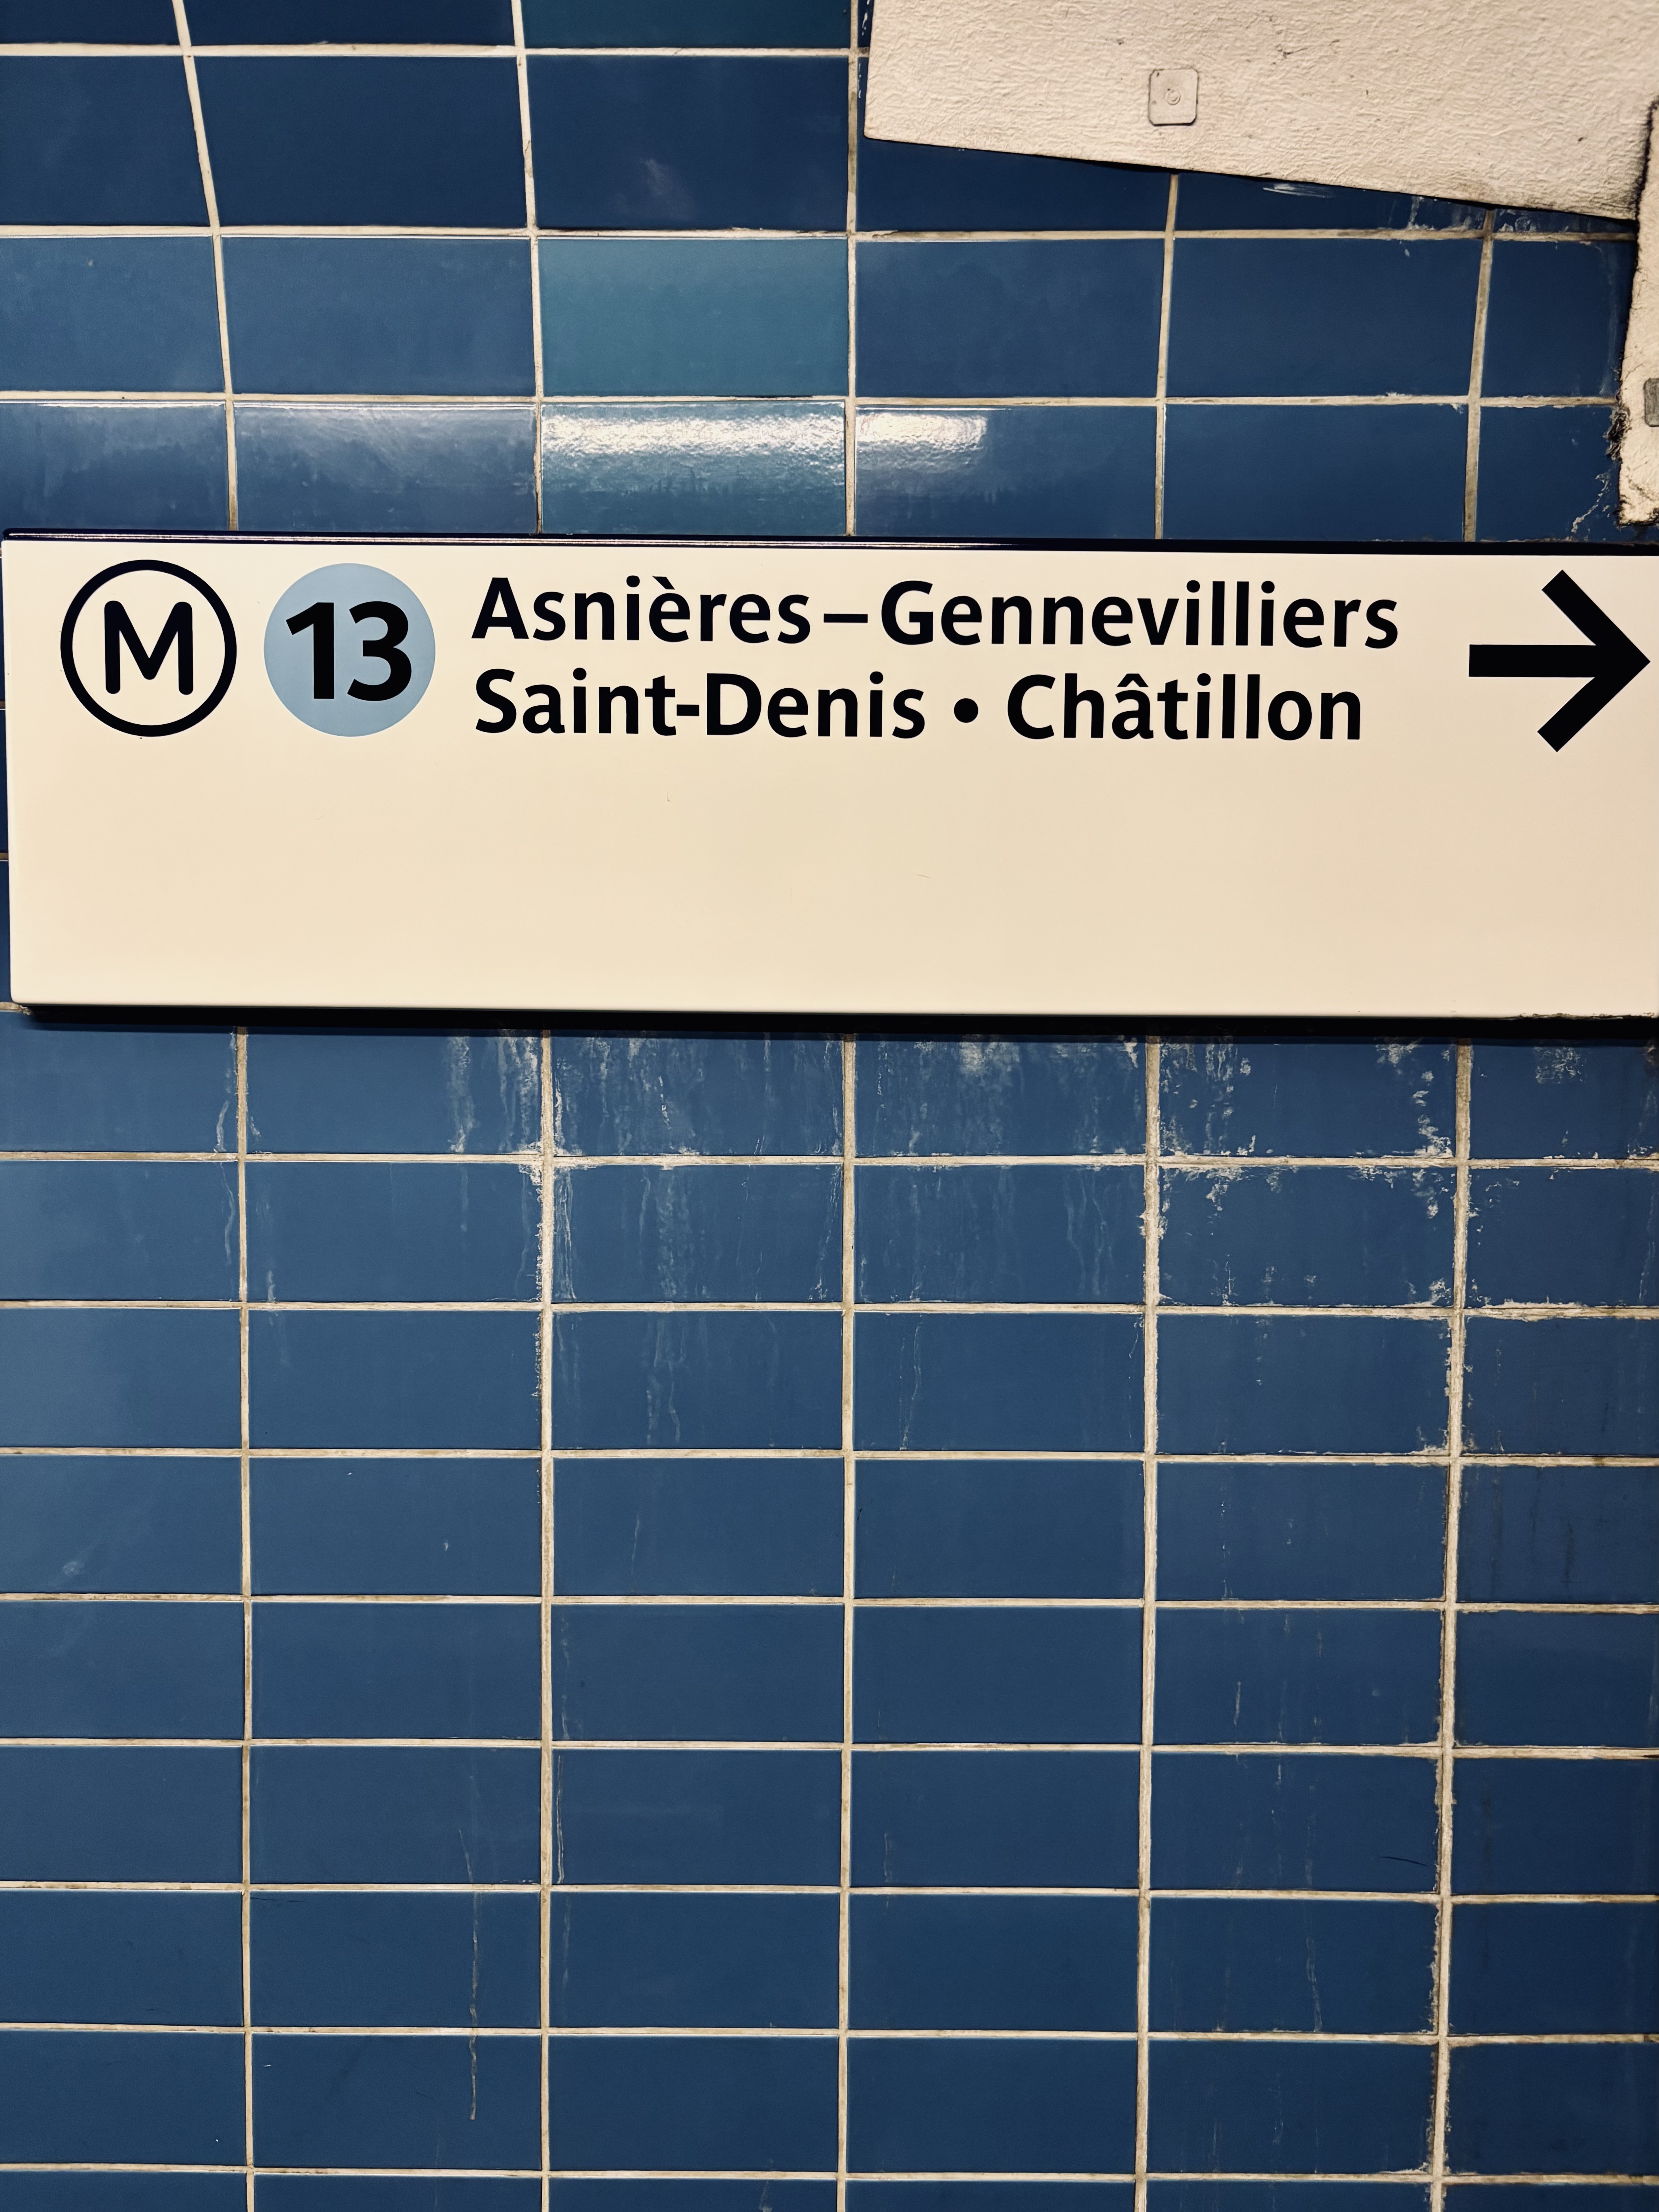 M 13 Asnières–Gennevilliers
Saint-Denis • Châtillon →